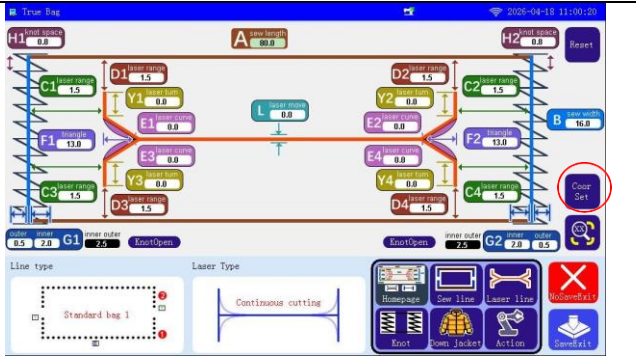 True Bag
2026-04-18 11:00:20
H1 knot space 0.8
A sew length 80.0
H2 knot space 0.8
Reset
D1 laser range 1.5
D2 laser range 1.5
C1 laser range 1.5
C2 laser range 1.5
Y1 laser turn 0.0
Y2 laser turn 0.0
E1 laser curve 0.0
L laser move 0.0
E2 laser curve 0.0
B sew width 16.0
F1 triangle 13.0
F2 triangle 13.0
E3 laser curve 0.0
E4 laser curve 0.0
Y3 laser turn 0.0
Y4 laser turn 0.0
C3 laser range 1.5
C4 laser range 1.5
Coor
Set
D3 laser range 1.5
D4 laser range 1.5
XX
outer 0.5 inner 2.0 G1 inner outer 2.5
KnotOpen
KnotOpen
inner outer 2.5 G2 inner 2.0 outer 0.5
Line type
Laser Type
Standard bag 1
Continuous cutting
Homepage
Sew line
Laser line
NoSaveExit
Knot
Down jacket
Action
SaveExit